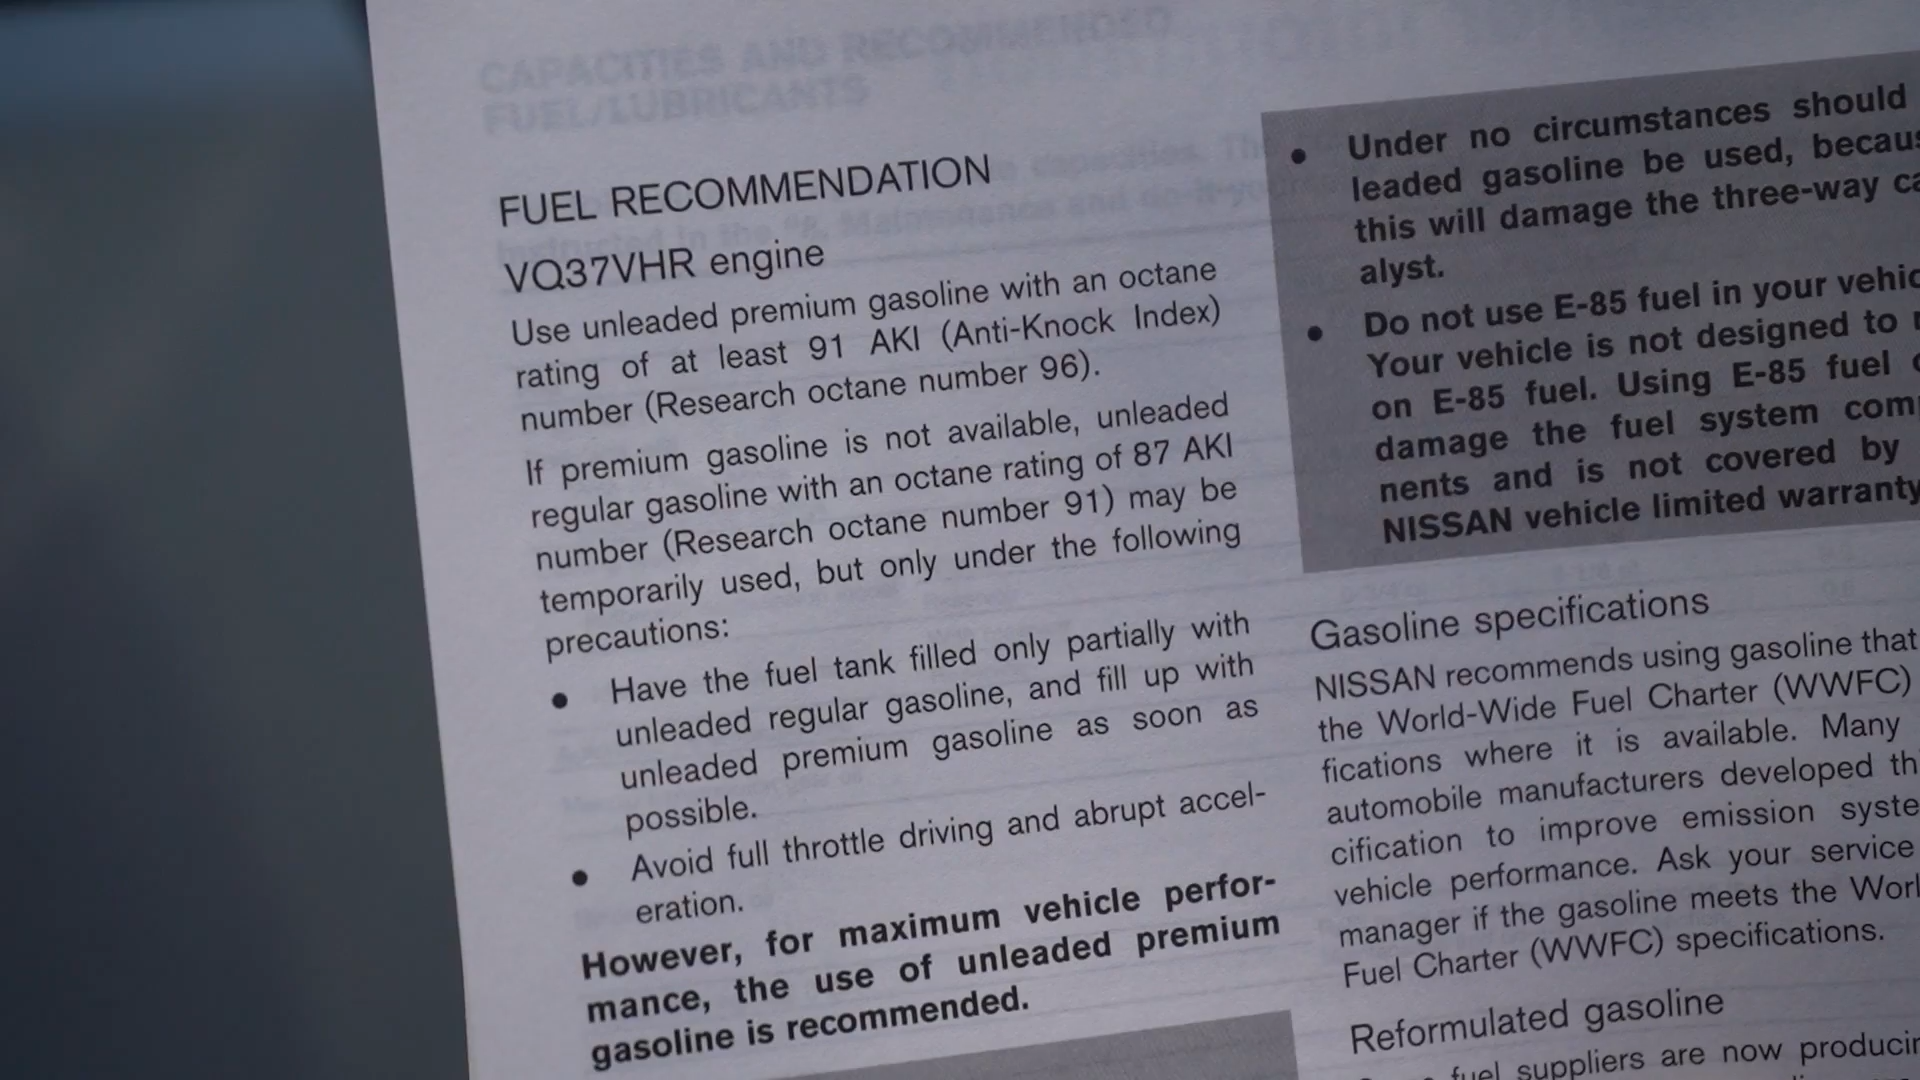 FUEL RECOMMENDATION
VQ37VHR engine
Use unleaded premium gasoline with an octane
rating of at least 91 AKI (Anti-Knock Index)
number (Research octane number 96).
If premium gasoline is not available, unleaded
regular gasoline with an octane rating of 87 AKI
number (Research octane number 91) may be
temporarily used, but only under the following
precautions:
● Have the fuel tank filled only partially with
unleaded regular gasoline, and fill up with
unleaded premium gasoline as soon as
possible.
● Avoid full throttle driving and abrupt accel-
eration.
However, for maximum vehicle perfor-
mance, the use of unleaded premium
gasoline is recommended.
● Under no circumstances should
leaded gasoline be used, becaus
this will damage the three-way ca
alyst.
● Do not use E-85 fuel in your vehic
Your vehicle is not designed to
on E-85 fuel. Using E-85 fuel
damage the fuel system com
nents and is not covered by
NISSAN vehicle limited warranty
Gasoline specifications
NISSAN recommends using gasoline that
the World-Wide Fuel Charter (WWFC)
fications where it is available. Many
automobile manufacturers developed th
cification to improve emission syste
vehicle performance. Ask your service
manager if the gasoline meets the Worl
Fuel Charter (WWFC) specifications.
Reformulated gasoline
fuel suppliers are now producin